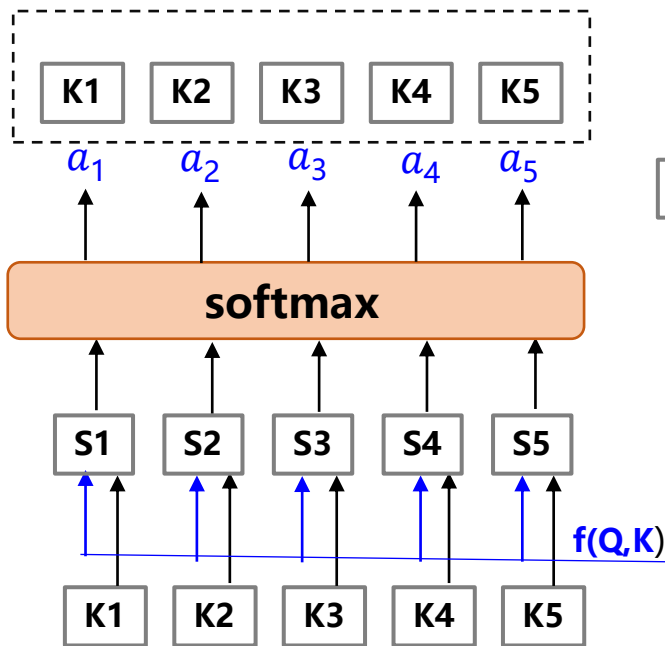 K1 K2 K3 K4 K5
a₁ a₂ a₃ a₄ a₅
softmax
S1 S2 S3 S4 S5
f(Q,K)
K1 K2 K3 K4 K5